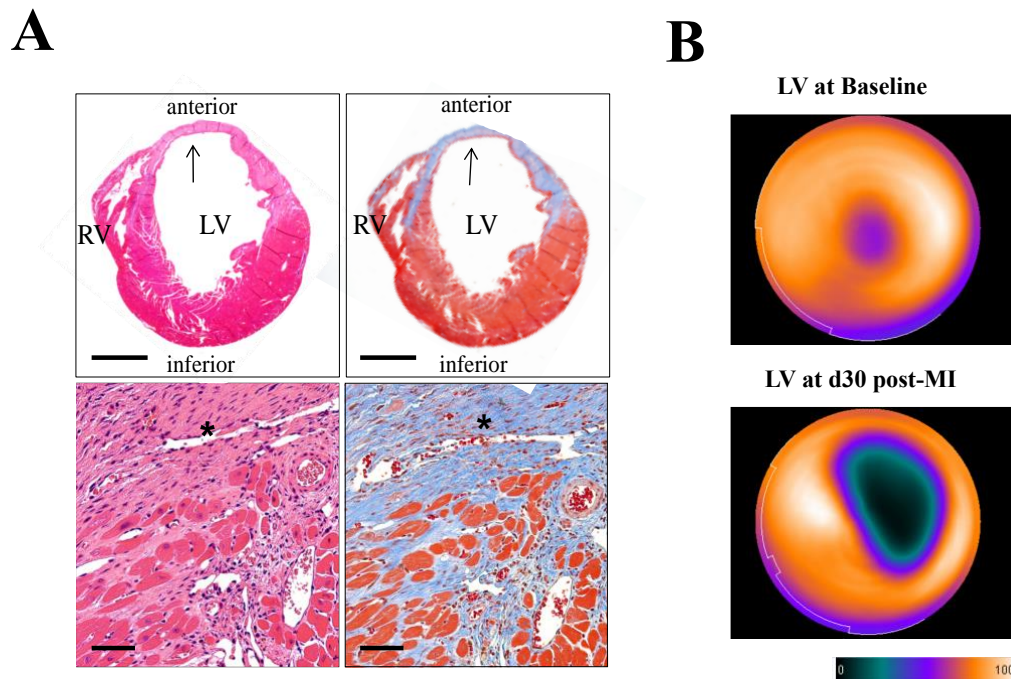 A
B
anterior
anterior
RV
LV
RV
LV
inferior
inferior
*
*
LV at Baseline
LV at d30 post-MI
0
100